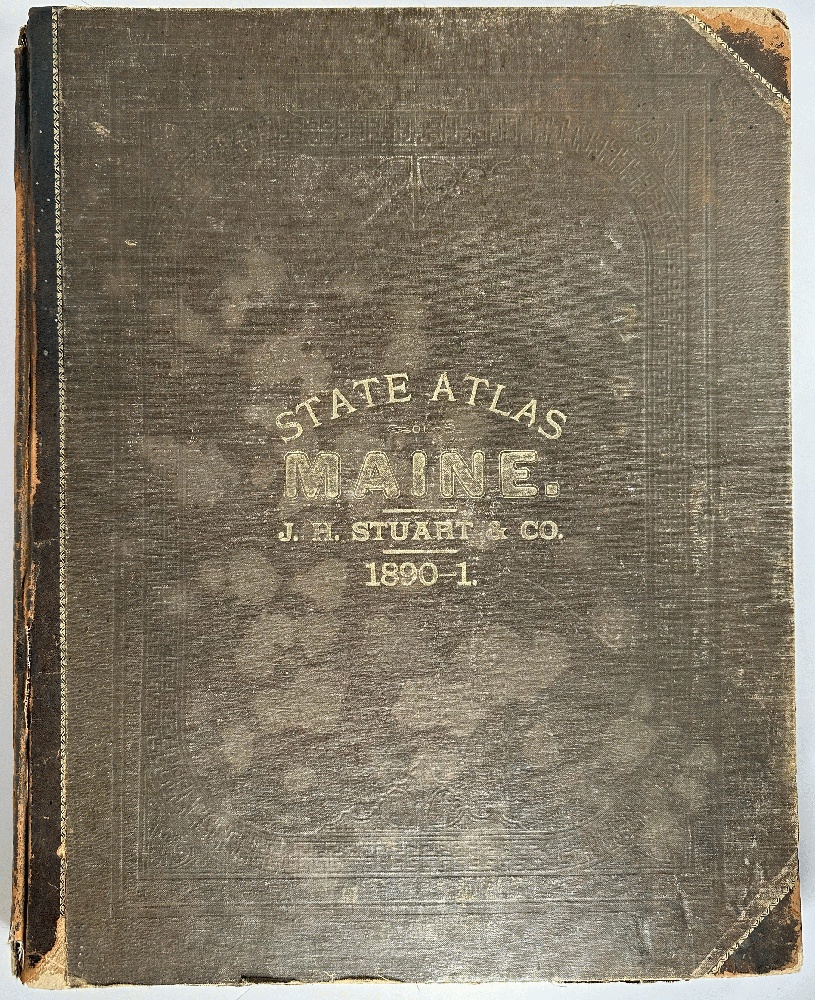 STATE ATLAS
OF
MAINE.
J. H. STUART & CO.
1890-1.